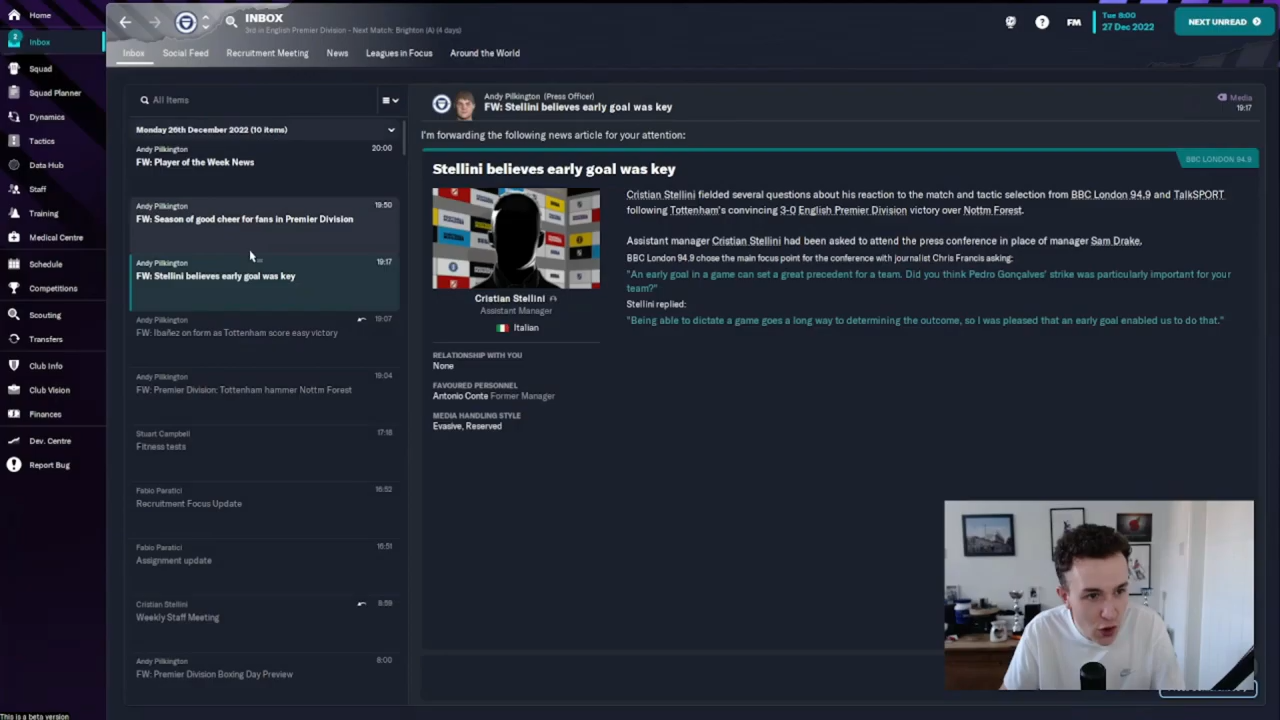 Home
Inbox
2
Squad
Squad Planner
Dynamics
Tactics
Data Hub
Staff
Training
Medical Centre
Schedule
Competitions
Scouting
Transfers
Club Info
Club Vision
Finances
Dev. Centre
Report Bug
This is a beta version
INBOX
3rd in English Premier Division - Next Match: Brighton (A) (4 days)
FM
Tue 8:00
27 Dec 2022
NEXT UNREAD
Inbox
Social Feed
Recruitment Meeting
News
Leagues in Focus
Around the World
All Items
Monday 26th December 2022 (10 items)
Andy Pilkington 20:00
FW: Player of the Week News
Andy Pilkington 19:50
FW: Season of good cheer for fans in Premier Division
Andy Pilkington 19:17
FW: Stellini believes early goal was key
Andy Pilkington 19:07
FW: Ibañez on form as Tottenham score easy victory
Andy Pilkington 19:04
FW: Premier Division: Tottenham hammer Nottm Forest
Stuart Campbell 17:18
Fitness tests
Fabio Paratici 16:52
Recruitment Focus Update
Fabio Paratici 16:51
Assignment update
Cristian Stellini 8:59
Weekly Staff Meeting
Andy Pilkington 8:00
FW: Premier Division Boxing Day Preview
Andy Pilkington (Press Officer)
FW: Stellini believes early goal was key
Media
19:17
I'm forwarding the following news article for your attention:
BBC LONDON 94.9
Stellini believes early goal was key
Cristian Stellini
Assistant Manager
Italian
RELATIONSHIP WITH YOU
None
FAVOURED PERSONNEL
Antonio Conte Former Manager
MEDIA HANDLING STYLE
Evasive, Reserved
Cristian Stellini fielded several questions about his reaction to the match and tactic selection from BBC London 94.9 and TalkSPORT
following Tottenham's convincing 3-0 English Premier Division victory over Nottm Forest.
Assistant manager Cristian Stellini had been asked to attend the press conference in place of manager Sam Drake.
BBC London 94.9 chose the main focus point for the conference with journalist Chris Francis asking:
"An early goal in a game can set a great precedent for a team. Did you think Pedro Gonçalves' strike was particularly important for your
team?"
Stellini replied:
"Being able to dictate a game goes a long way to determining the outcome, so I was pleased that an early goal enabled us to do that."